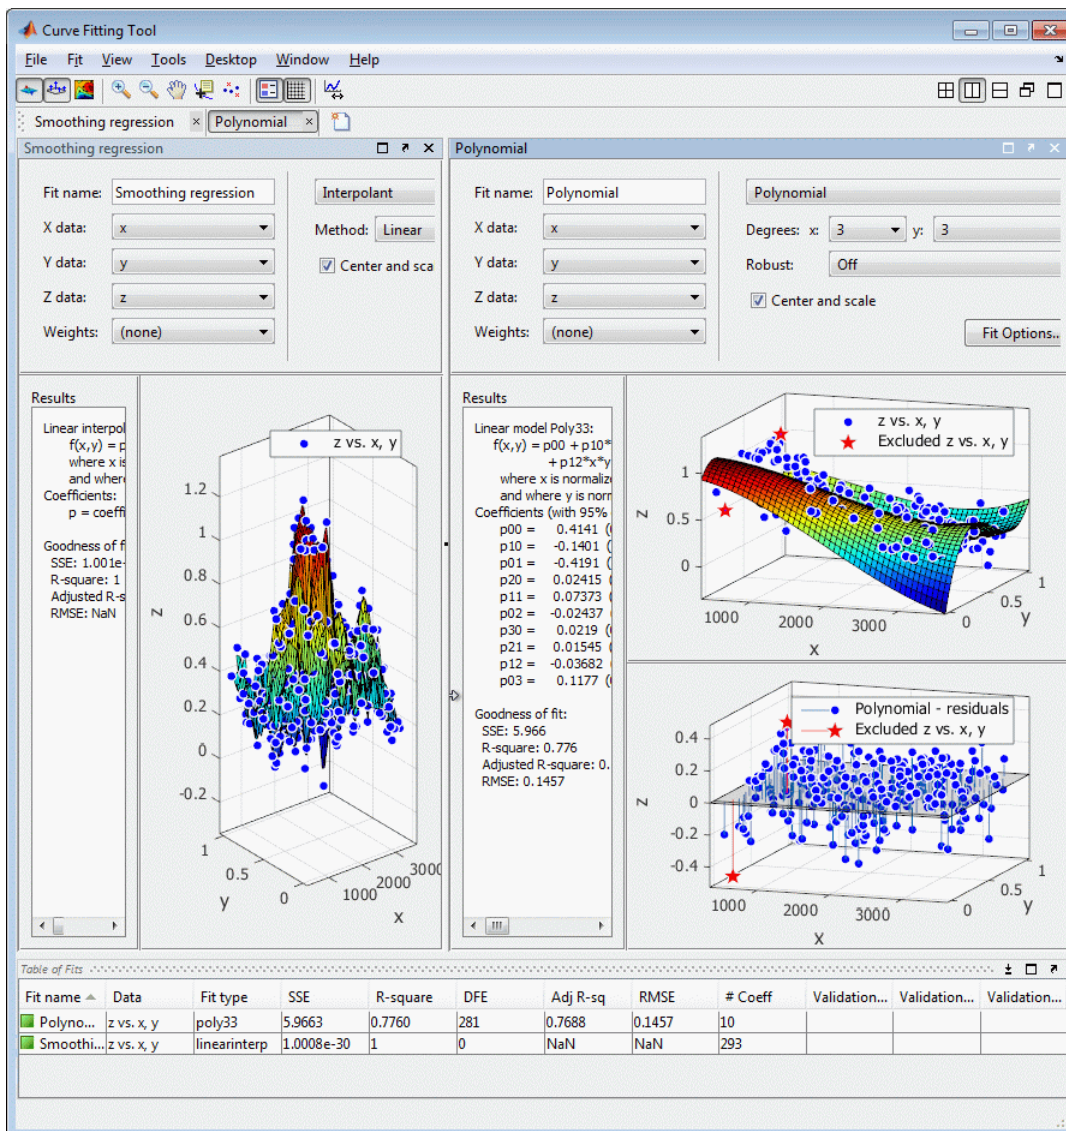 Curve Fitting Tool
File Fit View Tools Desktop Window Help
Smoothing regression × Polynomial ×
Smoothing regression
Fit name: Smoothing regression
X data: x
Y data: y
Z data: z
Weights: (none)
Interpolant
Method: Linear
Center and sca
Results
Linear interpol
f(x,y) = p
where x is
and where
Coefficients:
p = coeffi
Goodness of fi
SSE: 1.001e-
R-square: 1
Adjusted R-s
RMSE: NaN
z vs. x, y
1.2
1
0.8
0.6
0.4
0.2
0
-0.2
z
1
0.5
0
y
1000
2000
3000
x
Polynomial
Fit name: Polynomial
X data: x
Y data: y
Z data: z
Weights: (none)
Polynomial
Degrees: x: 3 y: 3
Robust: Off
Center and scale
Fit Options..
Results
Linear model Poly33:
f(x,y) = p00 + p10*
+ p12*x*y
where x is normalize
and where y is norm
Coefficients (with 95%
p00 = 0.4141 (
p10 = -0.1401 (
p01 = -0.4191 (
p20 = 0.02415 (
p11 = 0.07373 (
p02 = -0.02437 (
p30 = 0.0219 (
p21 = 0.01545 (
p12 = -0.03682 (
p03 = 0.1177 (
Goodness of fit:
SSE: 5.966
R-square: 0.776
Adjusted R-square: 0.
RMSE: 0.1457
z vs. x, y
Excluded z vs. x, y
1
0.5
0
z
1000
2000
3000
x
0
0.5
1
y
Polynomial - residuals
Excluded z vs. x, y
0.4
0.2
0
-0.2
-0.4
z
1000
2000
3000
x
0
0.5
1
y
Table of Fits
Fit name Data Fit type SSE R-square DFE Adj R-sq RMSE # Coeff Validation... Validation... Validation...
Polyno... z vs. x, y poly33 5.9663 0.7760 281 0.7688 0.1457 10
Smoothi... z vs. x, y linearinterp 1.0008e-30 1 0 NaN NaN 293